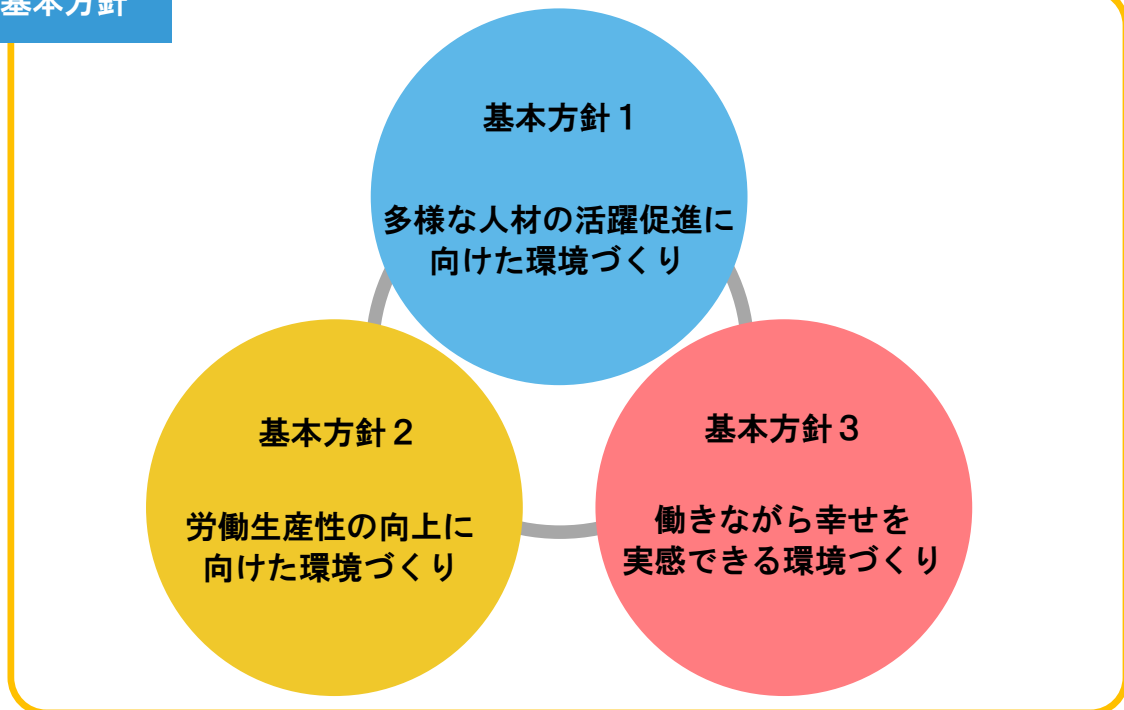 基本方針
基本方針１
多様な人材の活躍促進に
向けた環境づくり
基本方針２
労働生産性の向上に
向けた環境づくり
基本方針３
働きながら幸せを
実感できる環境づくり